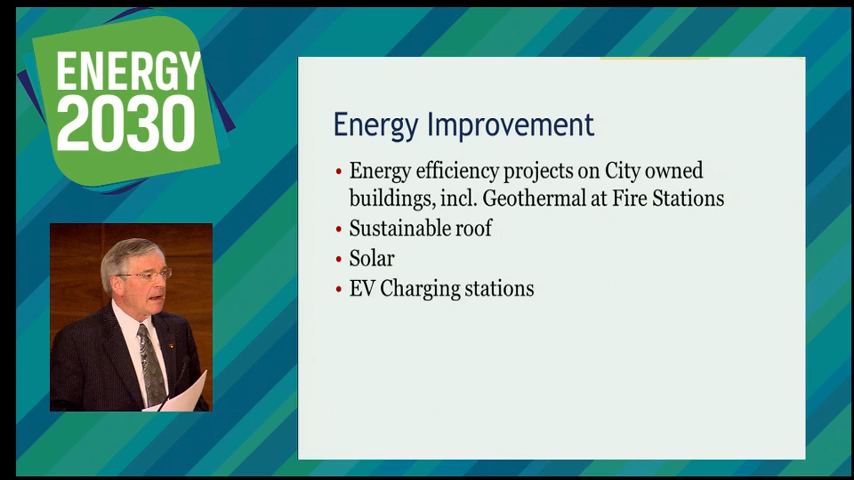 ENERGY
2030
Energy Improvement
• Energy efficiency projects on City owned
buildings, incl. Geothermal at Fire Stations
• Sustainable roof
• Solar
• EV Charging stations